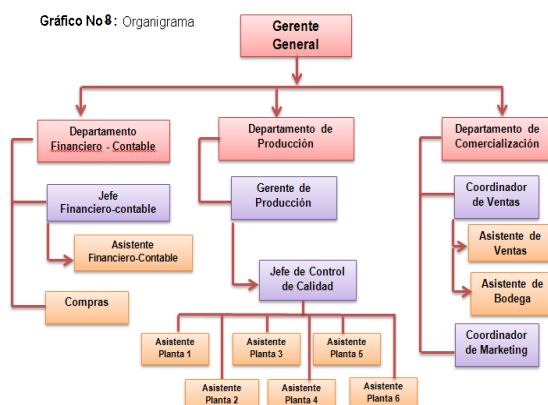 Gráfico No8: Organigrama
Gerente
General
Departamento
Financiero - Contable
Departamento de
Producción
Departamento de
Comercialización
Jefe
Financiero-contable
Gerente de
Producción
Coordinador
de Ventas
Asistente
Financiero-Contable
Asistente de
Ventas
Jefe de Control
de Calidad
Asistente de
Bodega
Compras
Asistente
Planta 1
Asistente
Planta 3
Asistente
Planta 5
Coordinador
de Marketing
Asistente
Planta 2
Asistente
Planta 4
Asistente
Planta 6